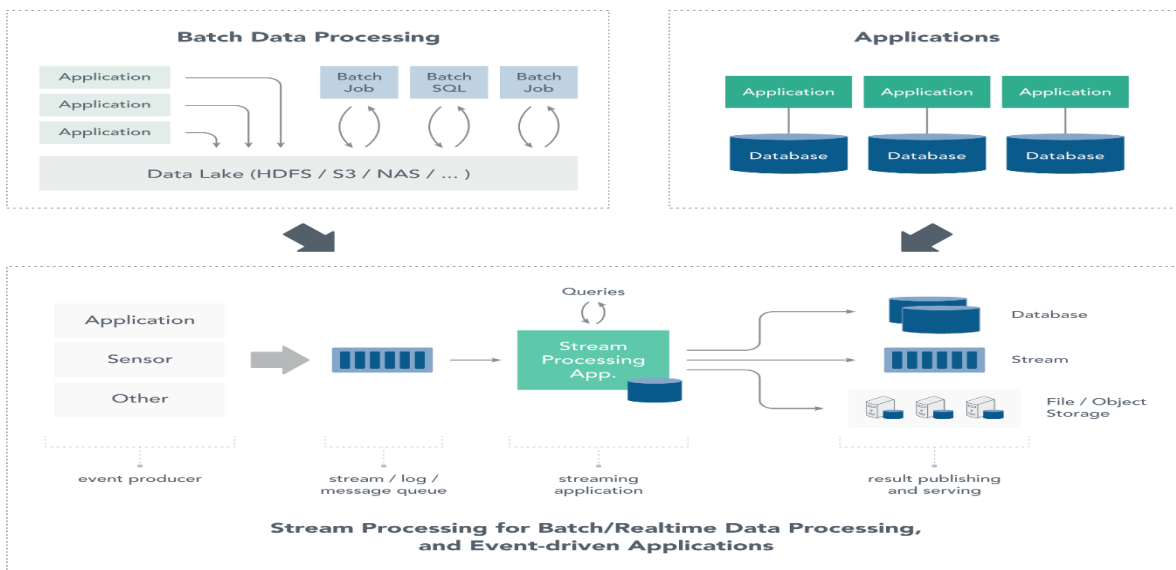 Batch Data Processing
Application
Application
Application
Batch
Job
Batch
SQL
Batch
Job
Data Lake (HDFS / S3 / NAS / ... )
Applications
Application
Application
Application
Database
Database
Database
Application
Sensor
Other
Queries
Stream
Processing
App.
Database
Stream
File / Object
Storage
event producer
stream / log /
message queue
streaming
application
result publishing
and serving
Stream Processing for Batch/Realtime Data Processing,
and Event-driven Applications